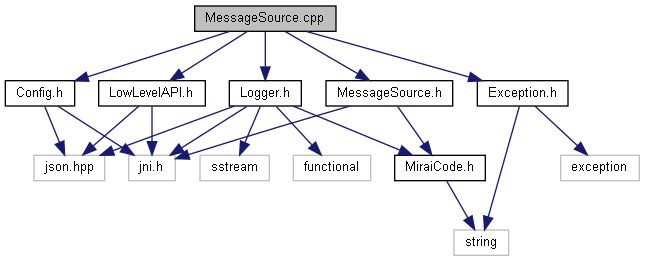 MessageSource.cpp
Config.h
LowLevelAPI.h
Logger.h
MessageSource.h
Exception.h
json.hpp
jni.h
sstream
functional
MiraiCode.h
exception
string